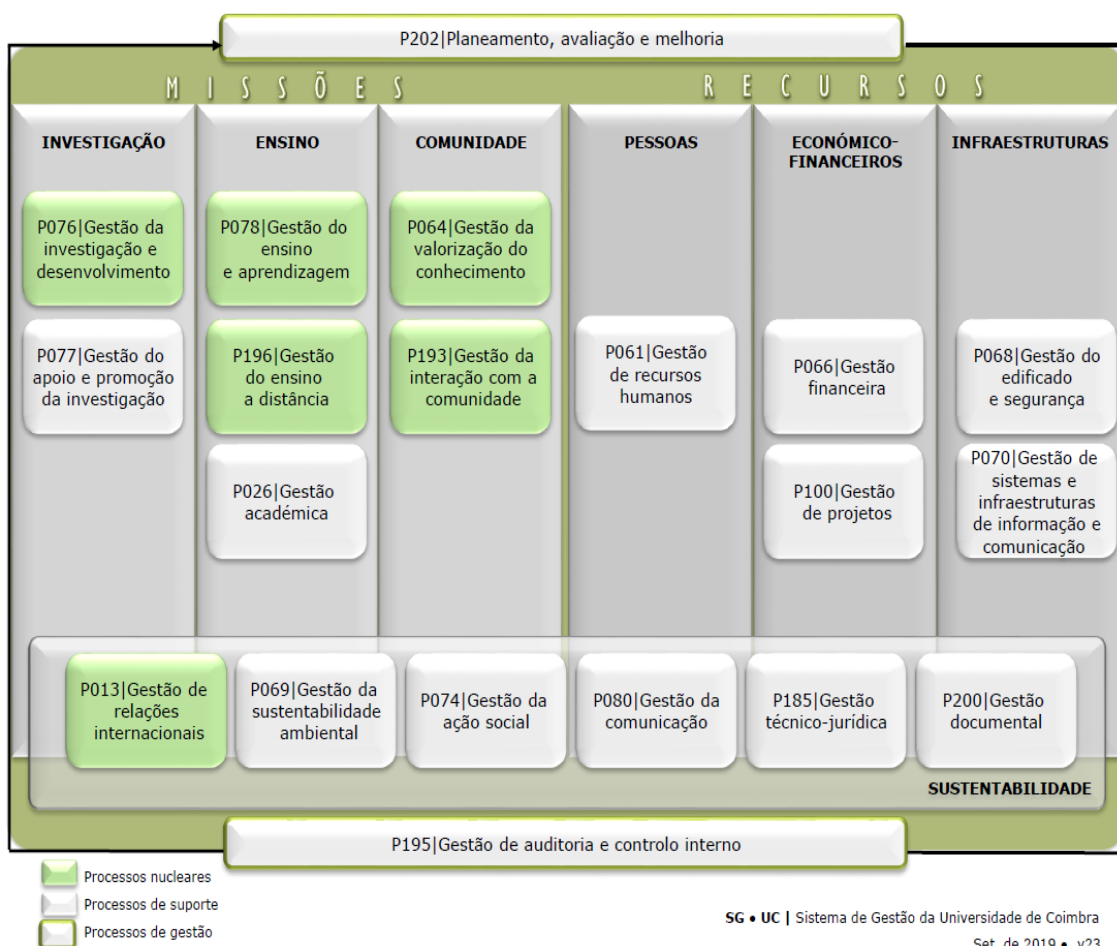 P202|Planeamento, avaliação e melhoria
MISSÕES
RECURSOS
INVESTIGAÇÃO
ENSINO
COMUNIDADE
PESSOAS
ECONÓMICO-
FINANCEIROS
INFRAESTRUTURAS
P076|Gestão da
investigação e
desenvolvimento
P078|Gestão do
ensino
e aprendizagem
P064|Gestão da
valorização do
conhecimento
P077|Gestão do
apoio e promoção
da investigação
P196|Gestão
do ensino
a distância
P193|Gestão da
interação com a
comunidade
P061|Gestão
de recursos
humanos
P066|Gestão
financeira
P068|Gestão do
edificado
e segurança
P026|Gestão
académica
P100|Gestão
de projetos
P070|Gestão de
sistemas e
infraestruturas
de informação e
comunicação
P013|Gestão de
relações
internacionais
P069|Gestão da
sustentabilidade
ambiental
P074|Gestão da
ação social
P080|Gestão da
comunicação
P185|Gestão
técnico-jurídica
P200|Gestão
documental
SUSTENTABILIDADE
P195|Gestão de auditoria e controlo interno
Processos nucleares
Processos de suporte
Processos de gestão
SG • UC | Sistema de Gestão da Universidade de Coimbra
Set. de 2019 • v23